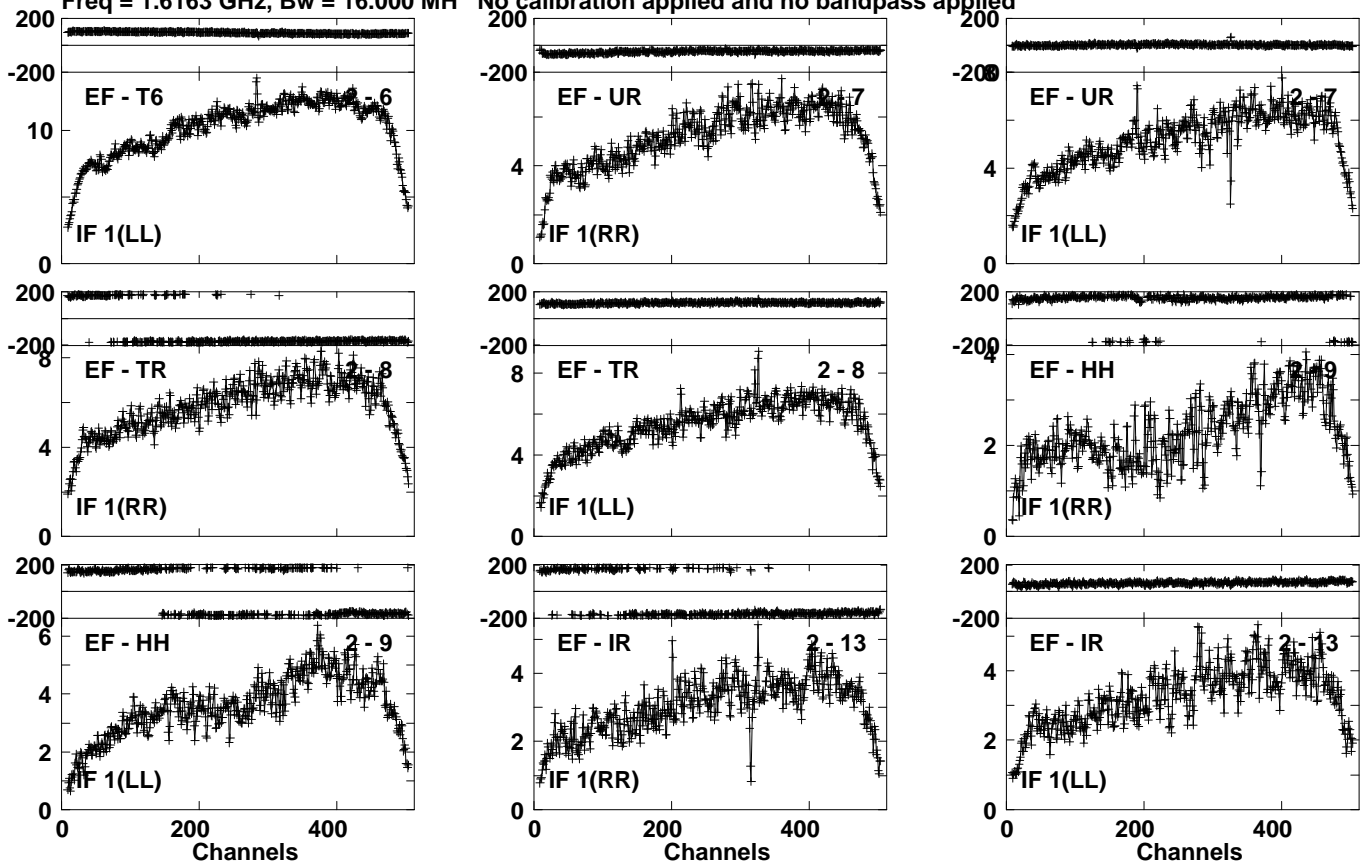 Freq = 1.6163 GHz, Bw = 16.000 MH No calibration applied and no bandpass applied
200
-200
EF - T6 2 - 6
10
IF 1(LL)
0
200
-200
EF - UR 2 - 7
4
IF 1(RR)
0
200
-200
8
EF - UR 2 - 7
4
IF 1(LL)
0
200
-200
8
EF - TR 2 - 8
4
IF 1(RR)
0
200
-200
EF - TR 2 - 8
8
4
IF 1(LL)
0
200
-200
4
EF - HH 2 - 9
2
IF 1(RR)
0
200
-200
EF - HH 2 - 9
6
4
2
IF 1(LL)
0
0 200 400
Channels
200
-200
EF - IR 2 - 13
4
2
IF 1(RR)
0
0 200 400
Channels
200
-200
EF - IR 2 - 13
4
2
IF 1(LL)
0
0 200 400
Channels